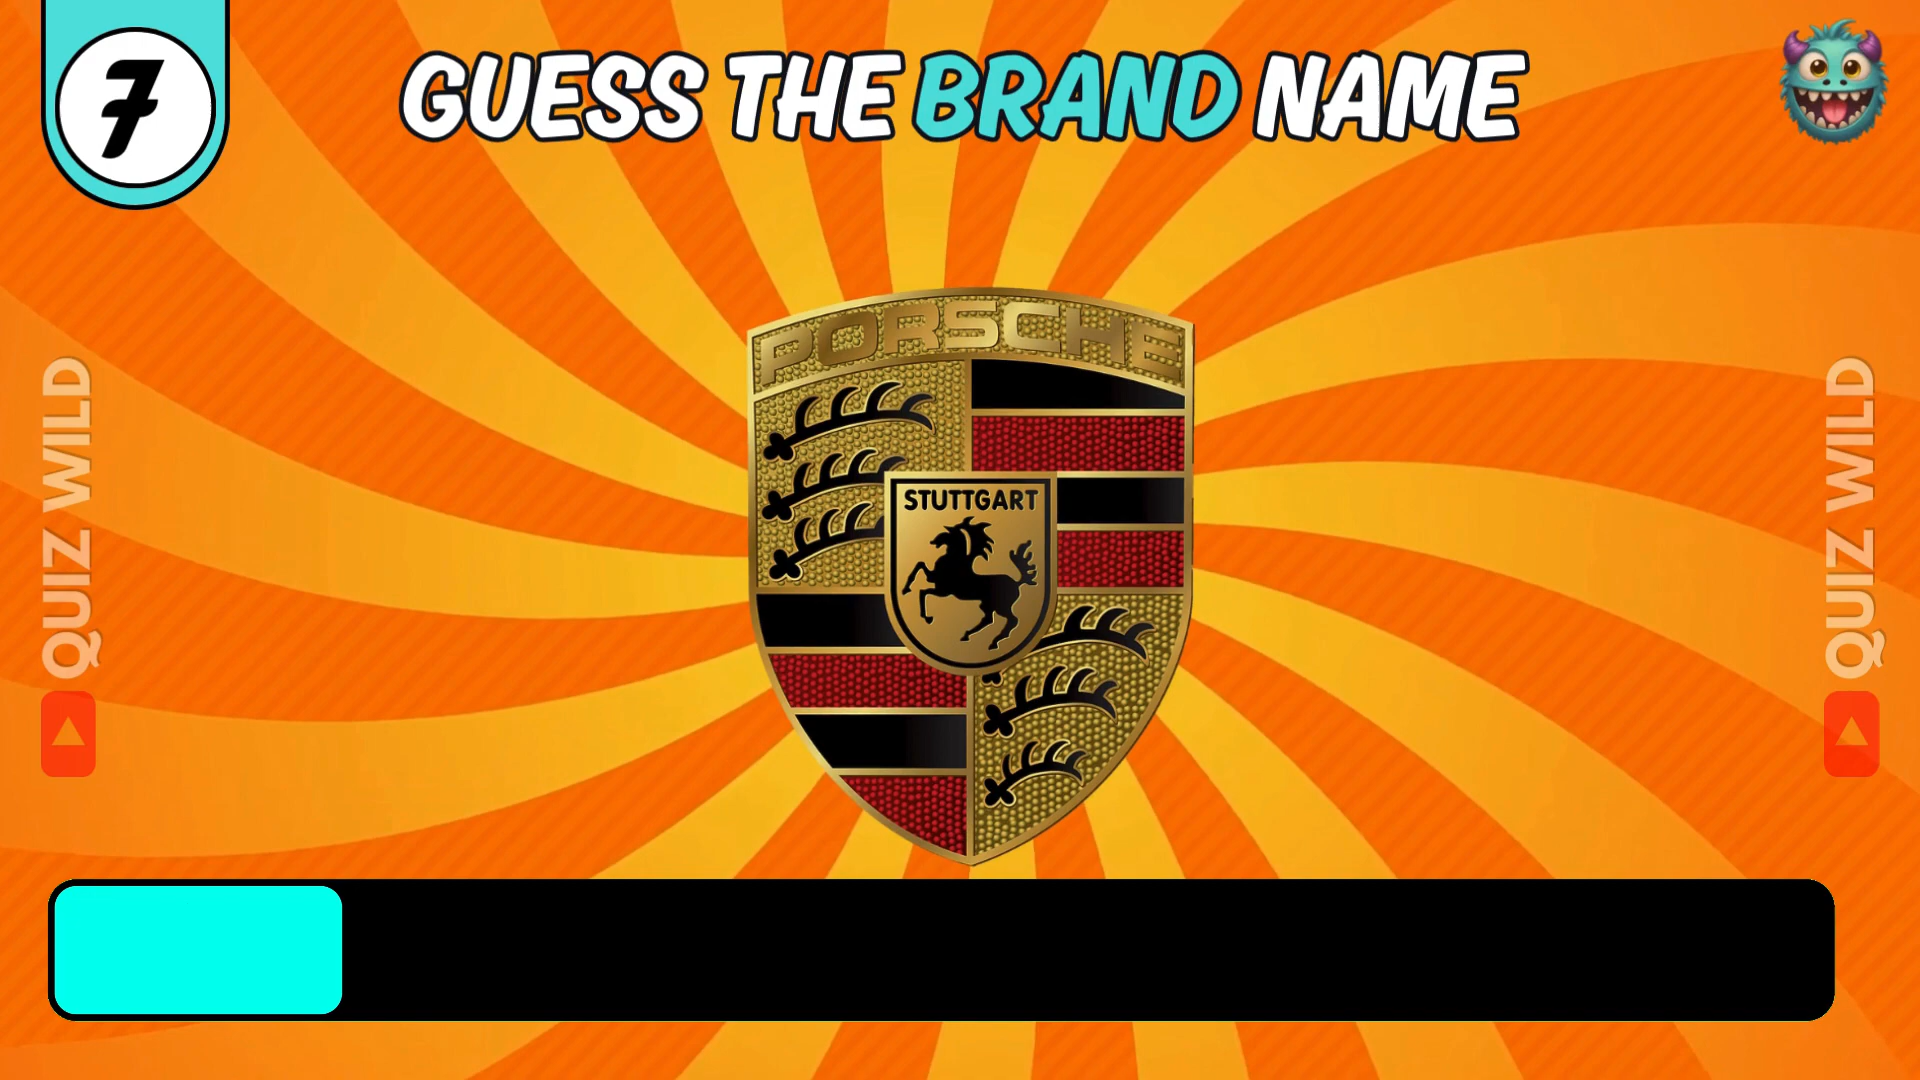 7
GUESS THE BRAND NAME
PORSCHE
STUTTGART
QUIZ WILD
QUIZ WILD